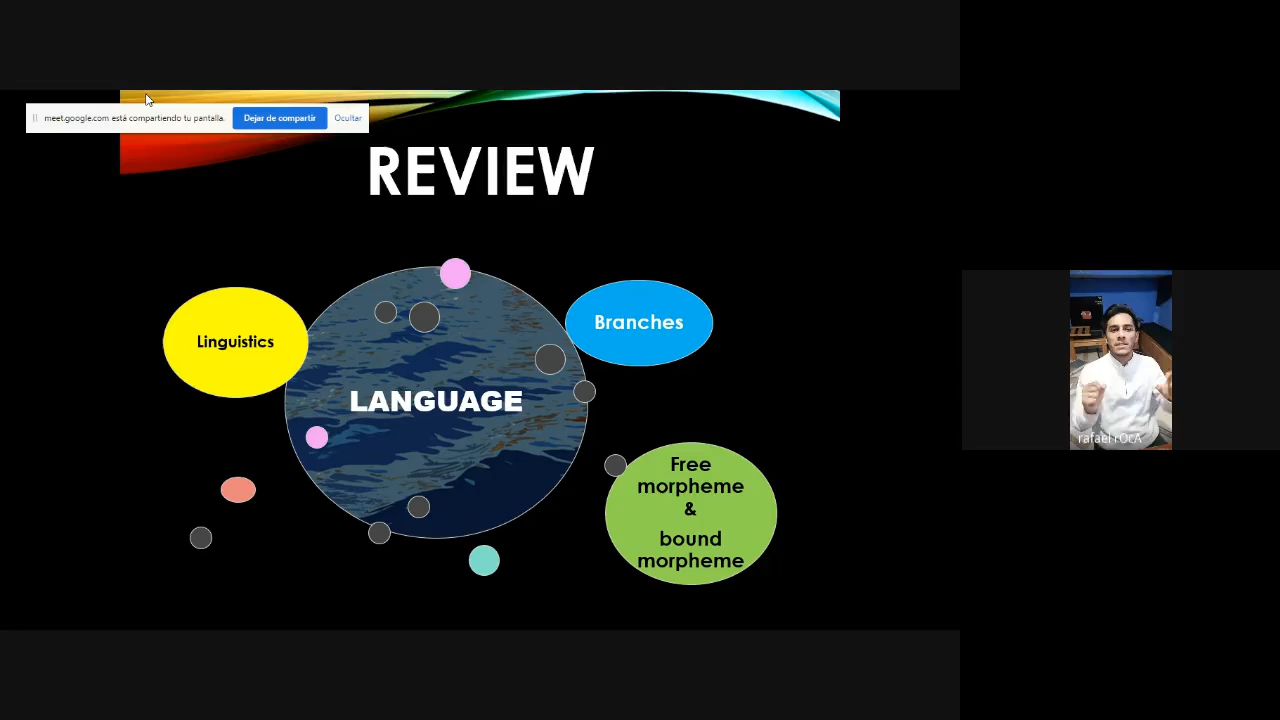 meet.google.com está compartiendo tu pantalla.
Dejar de compartir
Ocultar
REVIEW
Linguistics
Branches
LANGUAGE
Free
morpheme
&
bound
morpheme
rafael rOcA